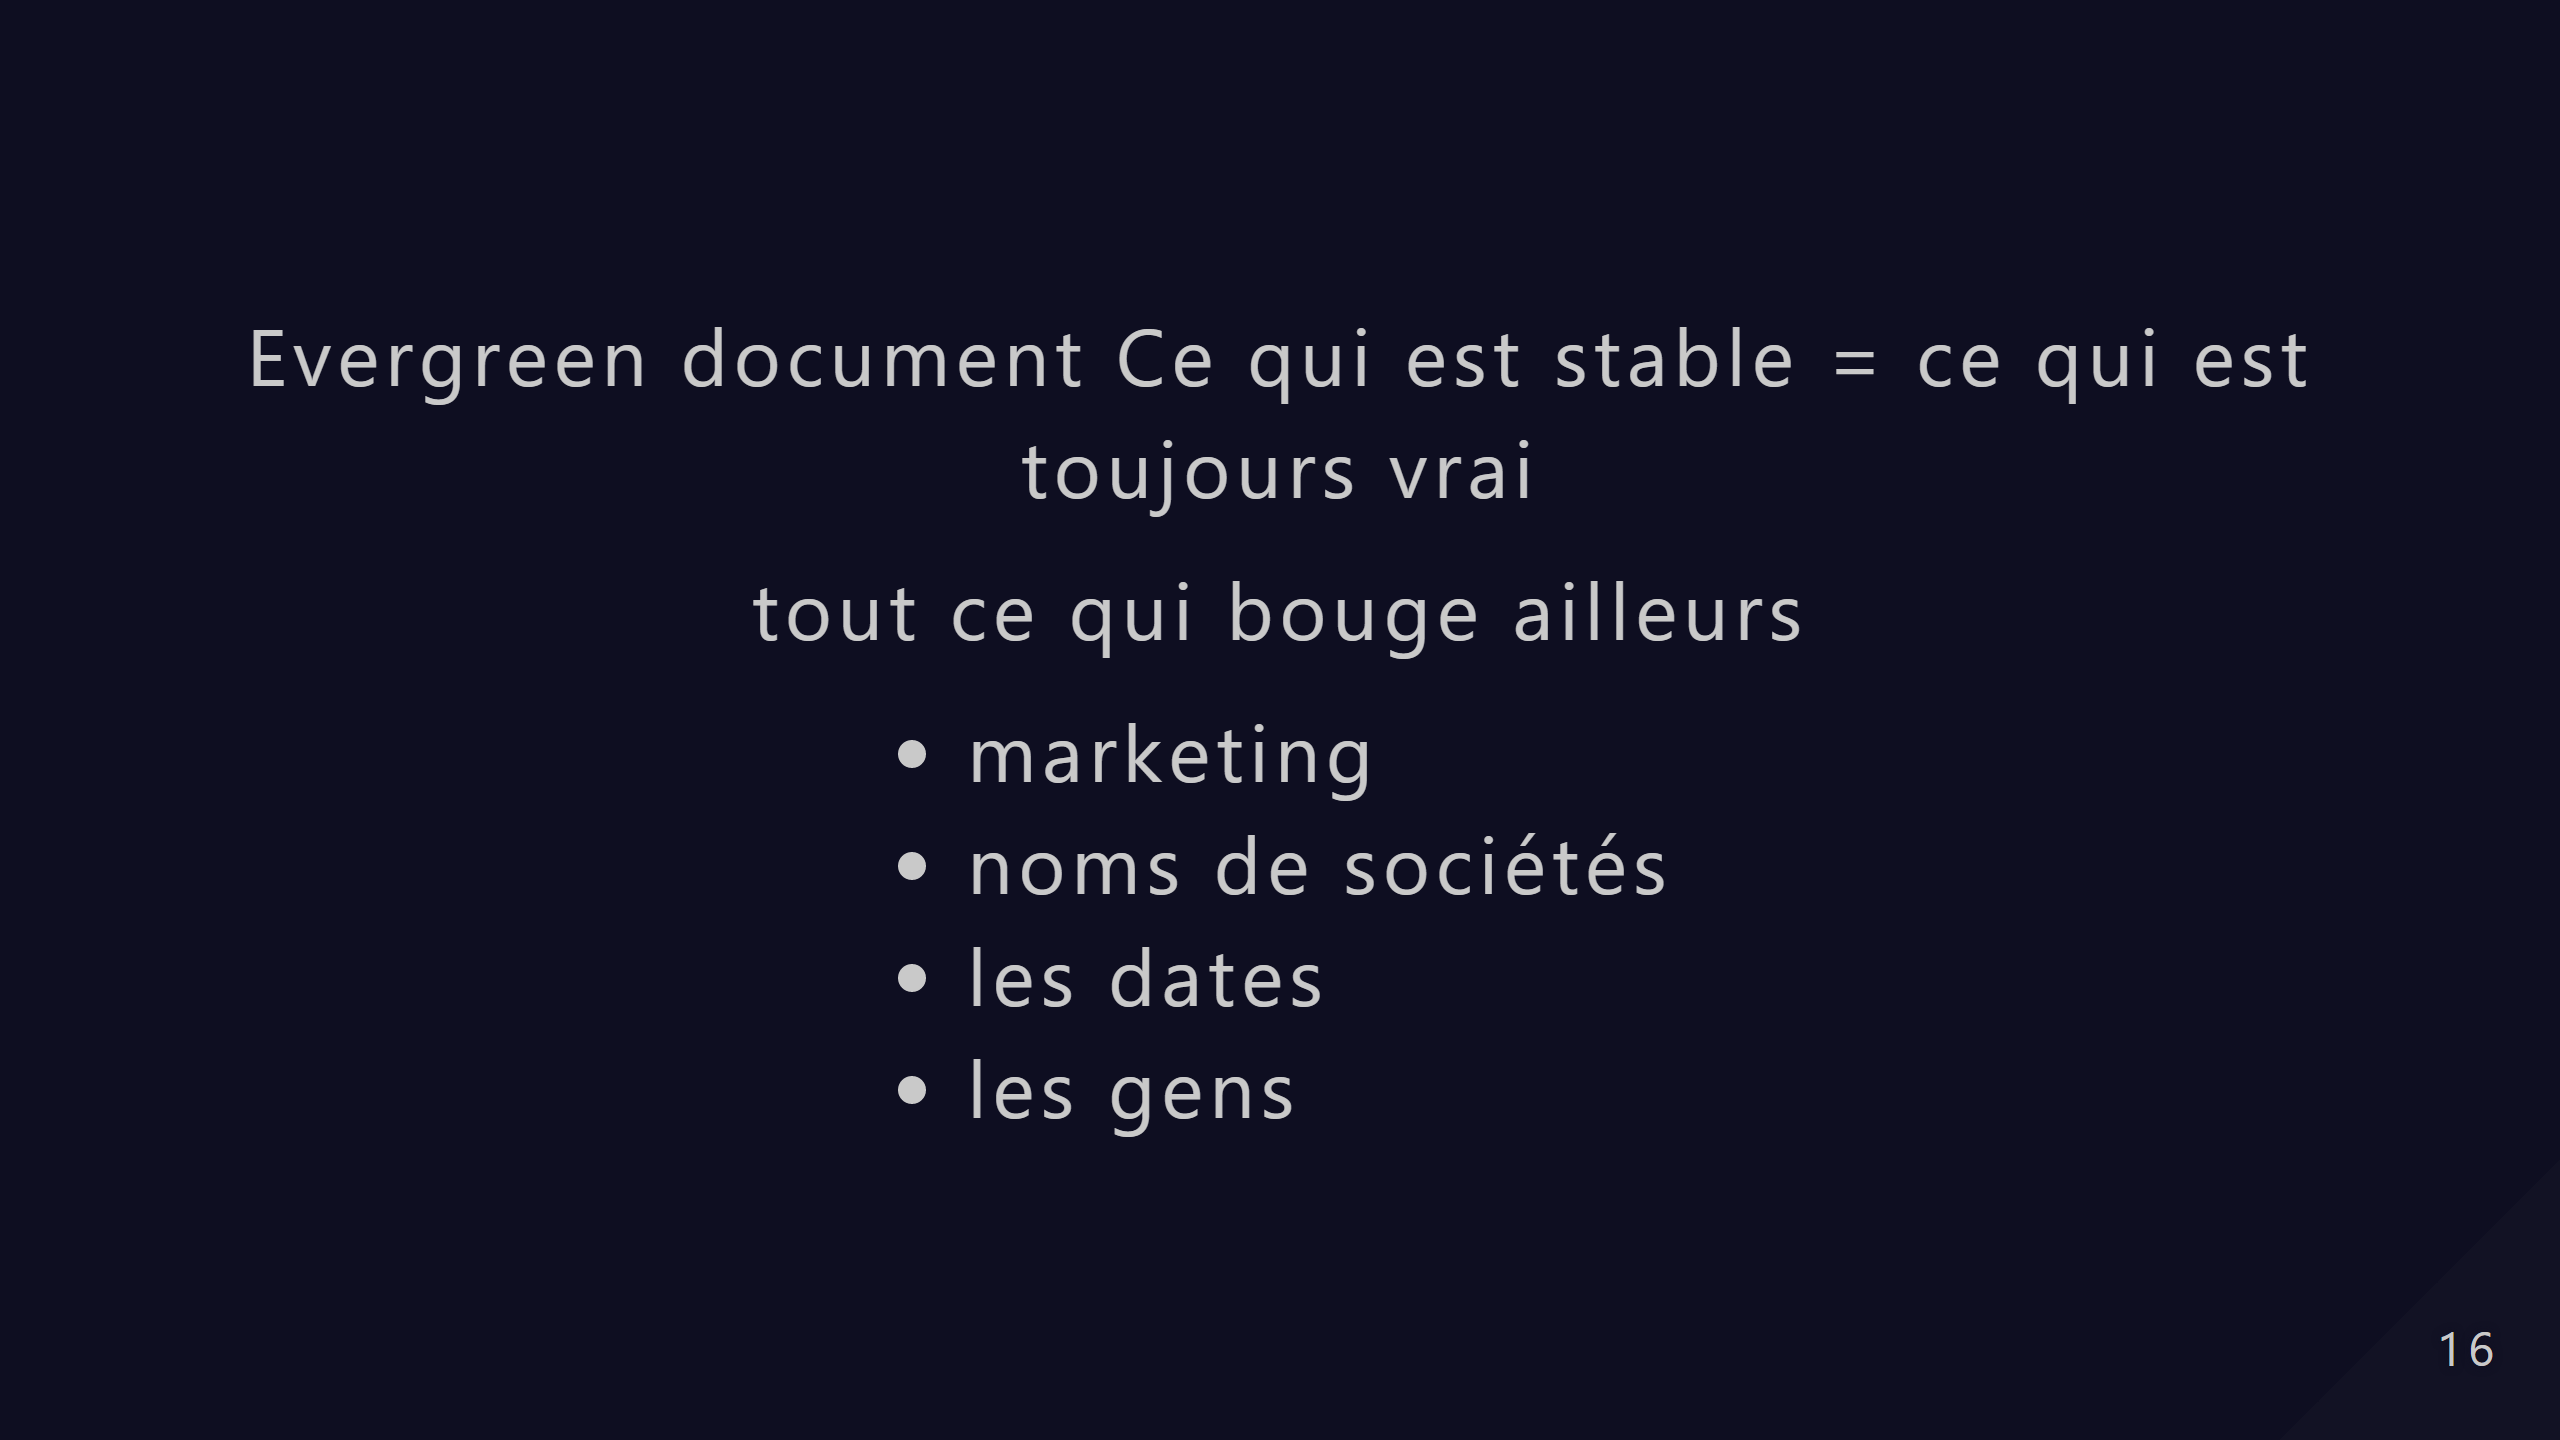 Evergreen document Ce qui est stable = ce qui est
toujours vrai
tout ce qui bouge ailleurs
• marketing
• noms de sociétés
• les dates
• les gens
16